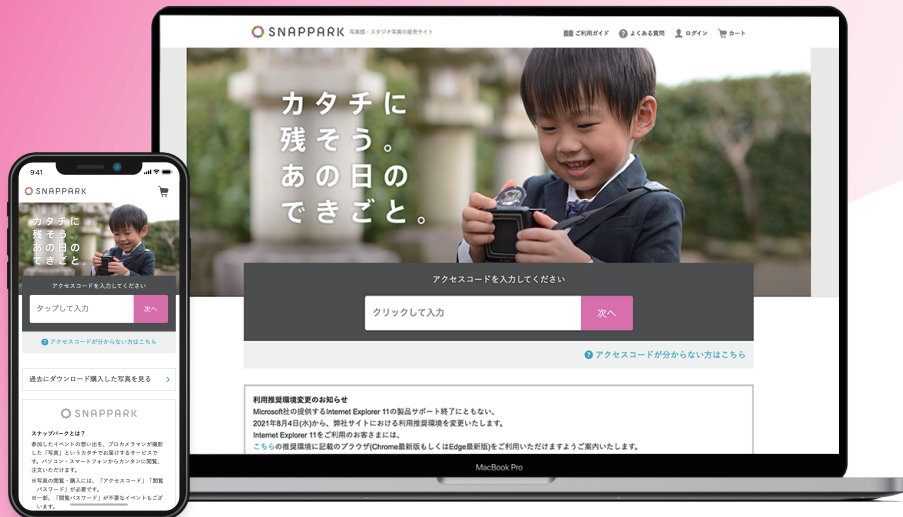 SNAPPARK 写真館・スタジオ写真の販売サイト
ご利用ガイド よくある質問 ログイン カート
カタチに
残そう。
あの日の
できごと。
アクセスコードを入力してください
クリックして入力 次へ
アクセスコードが分からない方はこちら
利用推奨環境変更のお知らせ
Microsoft社の提供するInternet Explorer 11の製品サポート終了にともない、
2021年8月4日(水)から、弊社サイトにおける利用推奨環境を変更いたします。
Internet Explorer 11をご利用のお客さまには、
こちらの推奨環境に記載のブラウザ(Chrome最新版もしくはEdge最新版)をご利用いただけますようご案内いたします。
MacBook Pro
9:41
SNAPPARK
カタチに
残そう。
あの日の
できごと。
アクセスコードを入力してください
タップして入力 次へ
アクセスコードが分からない方はこちら
過去にダウンロード購入した写真を見る
SNAPPARK
スナップパークとは？
参加したイベントの想い出を、プロカメラマンが撮影
した「写真」というカタチでお届けするサービスで
す。パソコン・スマートフォンからカンタンに閲覧、
注文いただけます。
※写真の閲覧・購入には、「アクセスコード」「閲覧
パスワード」が必要です。
※一部、「閲覧パスワード」が不要なイベントもござ
います。